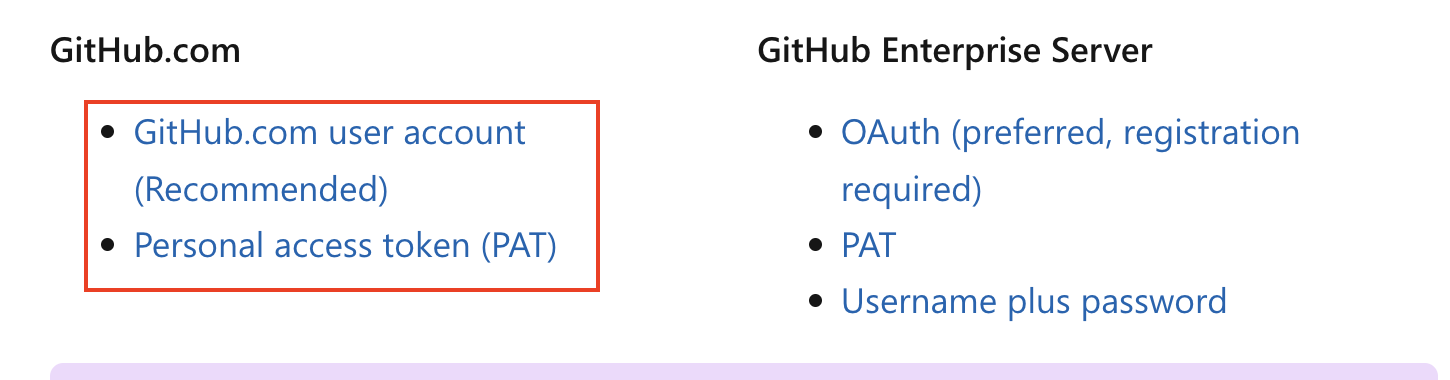 GitHub.com
GitHub.com user account
(Recommended)
Personal access token (PAT)
GitHub Enterprise Server
OAuth (preferred, registration
required)
PAT
Username plus password